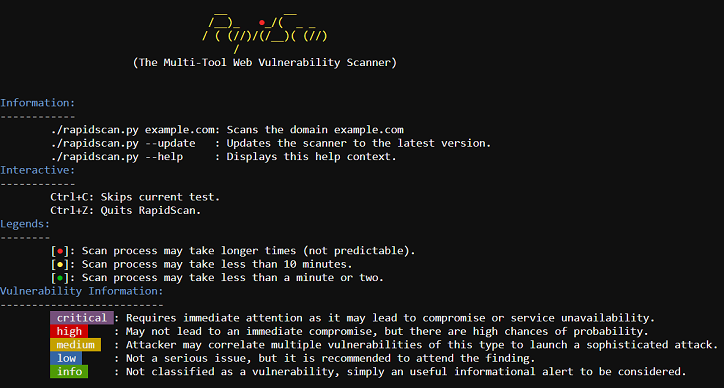 (The Multi-Tool Web Vulnerability Scanner)
Information:
------------
./rapidscan.py example.com: Scans the domain example.com
./rapidscan.py --update   : Updates the scanner to the latest version.
./rapidscan.py --help     : Displays this help context.
Interactive:
------------
Ctrl+C: Skips current test.
Ctrl+Z: Quits RapidScan.
Legends:
--------
[●]: Scan process may take longer times (not predictable).
[●]: Scan process may take less than 10 minutes.
[●]: Scan process may take less than a minute or two.
Vulnerability Information:
--------------------------
critical : Requires immediate attention as it may lead to compromise or service unavailability.
high     : May not lead to an immediate compromise, but there are high chances of probability.
medium   : Attacker may correlate multiple vulnerabilities of this type to launch a sophisticated attack.
low      : Not a serious issue, but it is recommended to attend the finding.
info     : Not classified as a vulnerability, simply an useful informational alert to be considered.